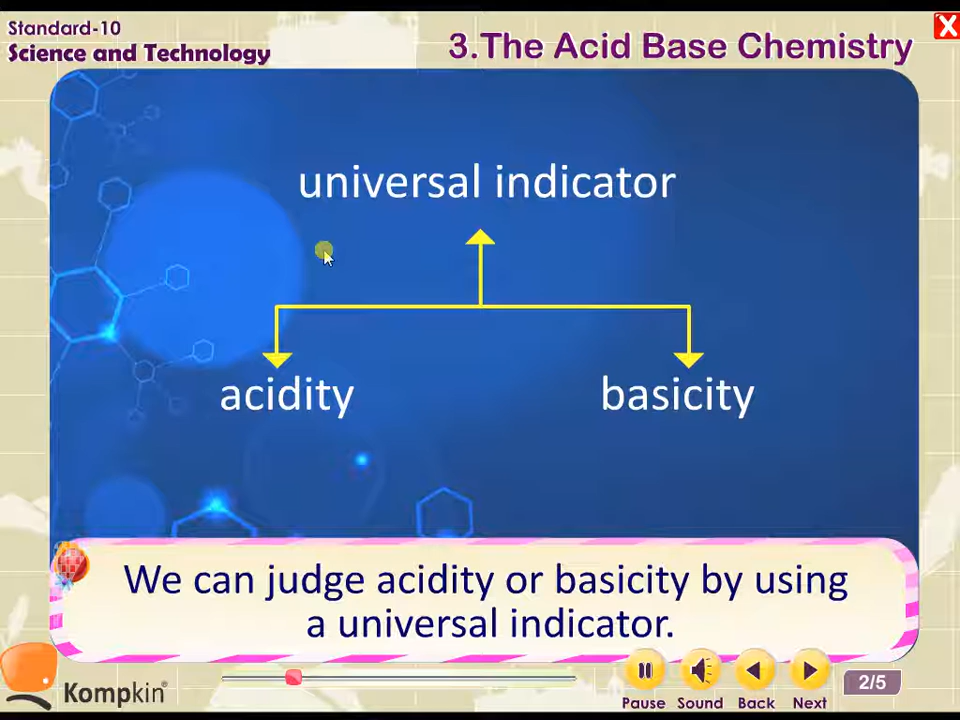 Standard-10
Science and Technology
3.The Acid Base Chemistry
X
universal indicator
acidity
basicity
We can judge acidity or basicity by using
a universal indicator.
Kompkin
Pause
Sound
Back
Next
2/5